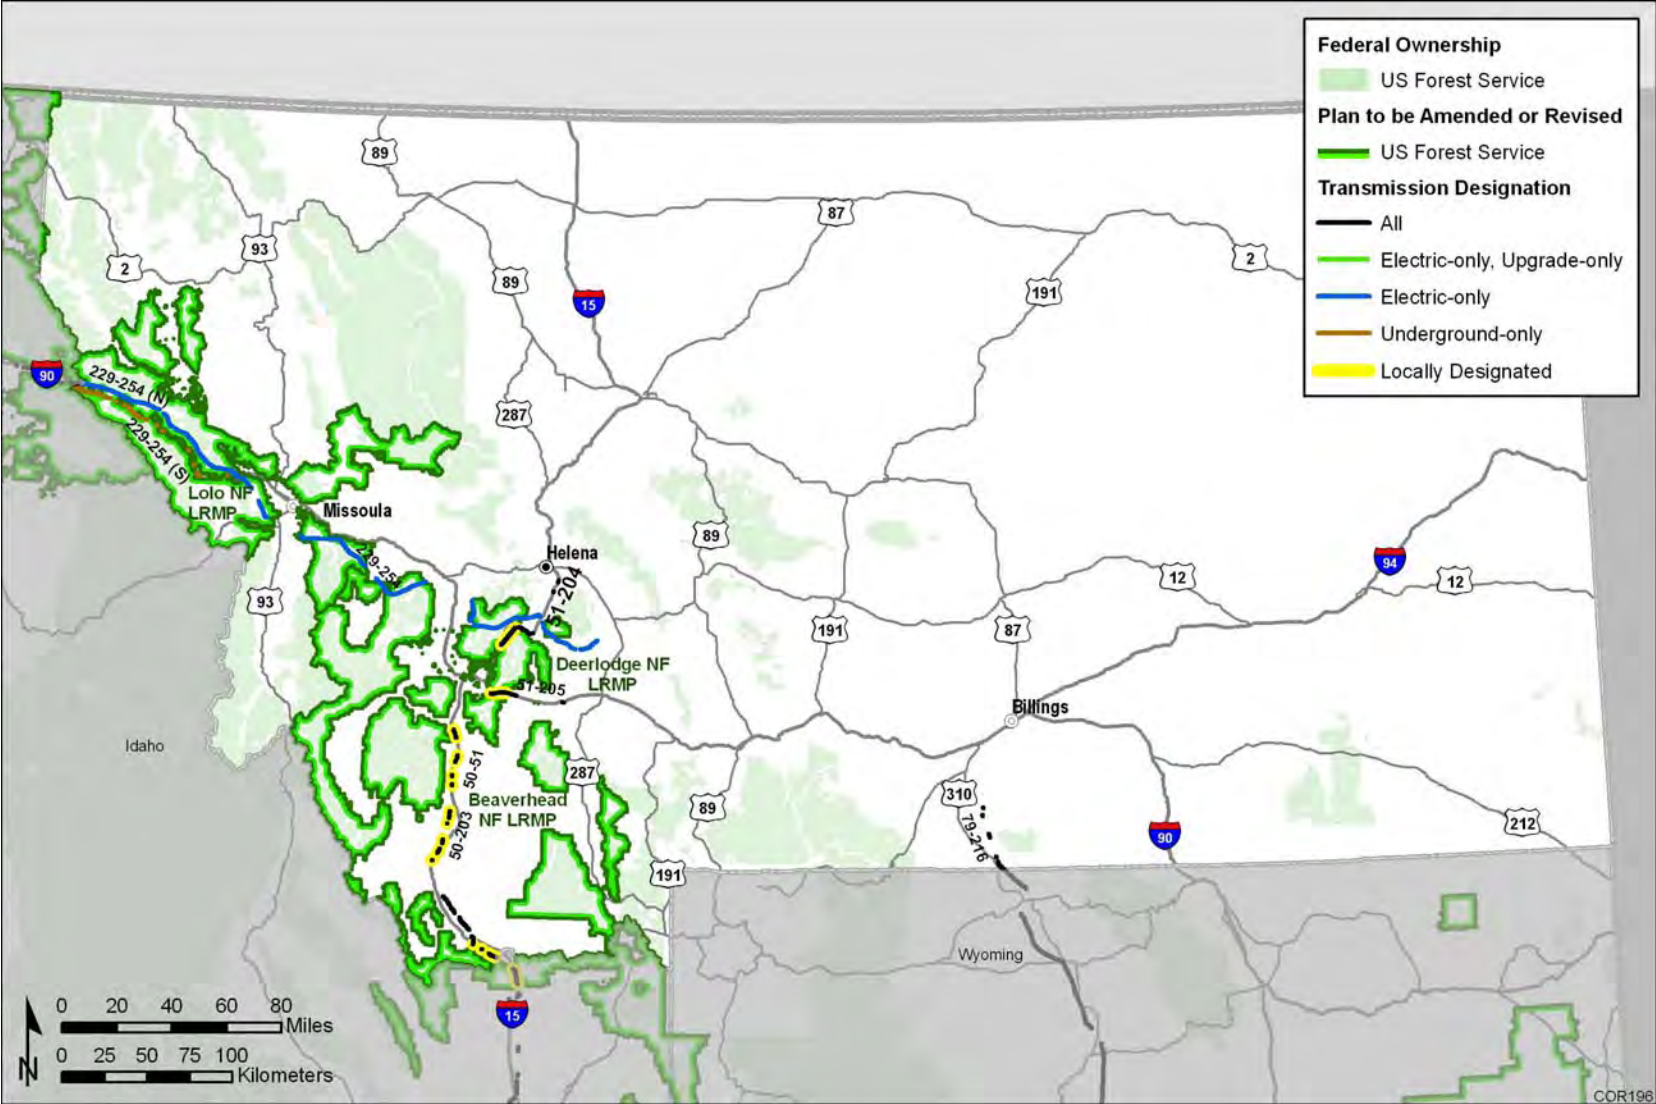 Federal Ownership
US Forest Service
Plan to be Amended or Revised
US Forest Service
Transmission Designation
All
Electric-only, Upgrade-only
Electric-only
Underground-only
Locally Designated
89
93
2
87
2
89
191
15
90
229-254 (N)
287
229-254 (S)
Lolo NF
LRMP
Missoula
89
229-254
Helena
94
12
12
51-204
93
191
87
Deerlodge NF
LRMP
51-205
Billings
Idaho
50-51
287
Beaverhead
NF LRMP
50-203
89
310
79-216
90
212
191
Wyoming
15
0 20 40 60 80
Miles
0 25 50 75 100
Kilometers
N
COR196